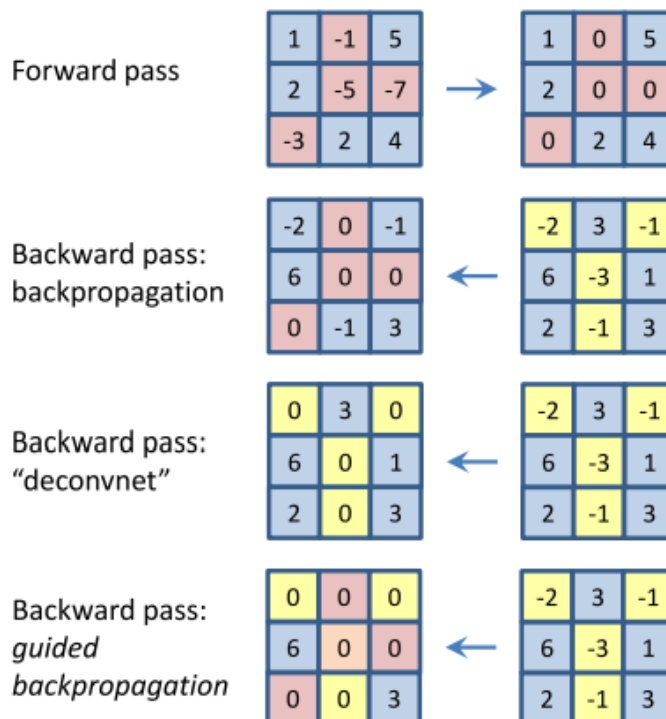 1 -1 5 1 0 5
Forward pass
2 -5 -7 2 0 0
-3 2 4 0 2 4
-2 0 -1 -2 3 -1
Backward pass:
6 0 0 6 -3 1
backpropagation
0 -1 3 2 -1 3
0 3 0 -2 3 -1
Backward pass:
6 0 1 6 -3 1
“deconvnet”
2 0 3 2 -1 3
0 0 0 -2 3 -1
Backward pass:
6 0 0 6 -3 1
guided
backpropagation
0 0 3 2 -1 3